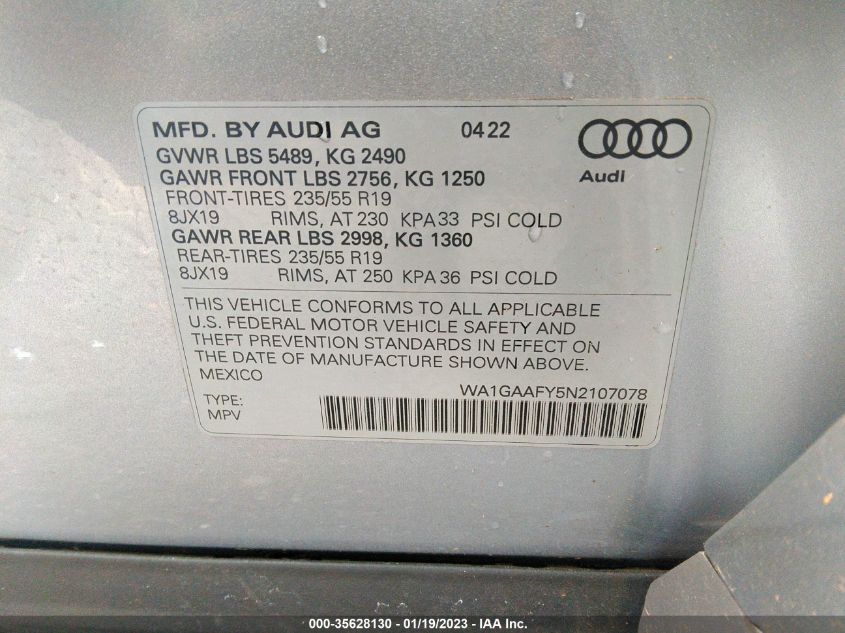 MFD. BY AUDI AG 0422
GVWR LBS 5489, KG 2490
GAWR FRONT LBS 2756, KG 1250
Audi
FRONT-TIRES 235/55 R19
8JX19 RIMS, AT 230 KPA 33 PSI COLD
GAWR REAR LBS 2998, KG 1360
REAR-TIRES 235/55 R19
8JX19 RIMS, AT 250 KPA 36 PSI COLD
THIS VEHICLE CONFORMS TO ALL APPLICABLE
U.S. FEDERAL MOTOR VEHICLE SAFETY AND
THEFT PREVENTION STANDARDS IN EFFECT ON
THE DATE OF MANUFACTURE SHOWN ABOVE.
MEXICO
WA1GAAFY5N2107078
TYPE:
MPV
000-35628130 - 01/19/2023 - IAA Inc.